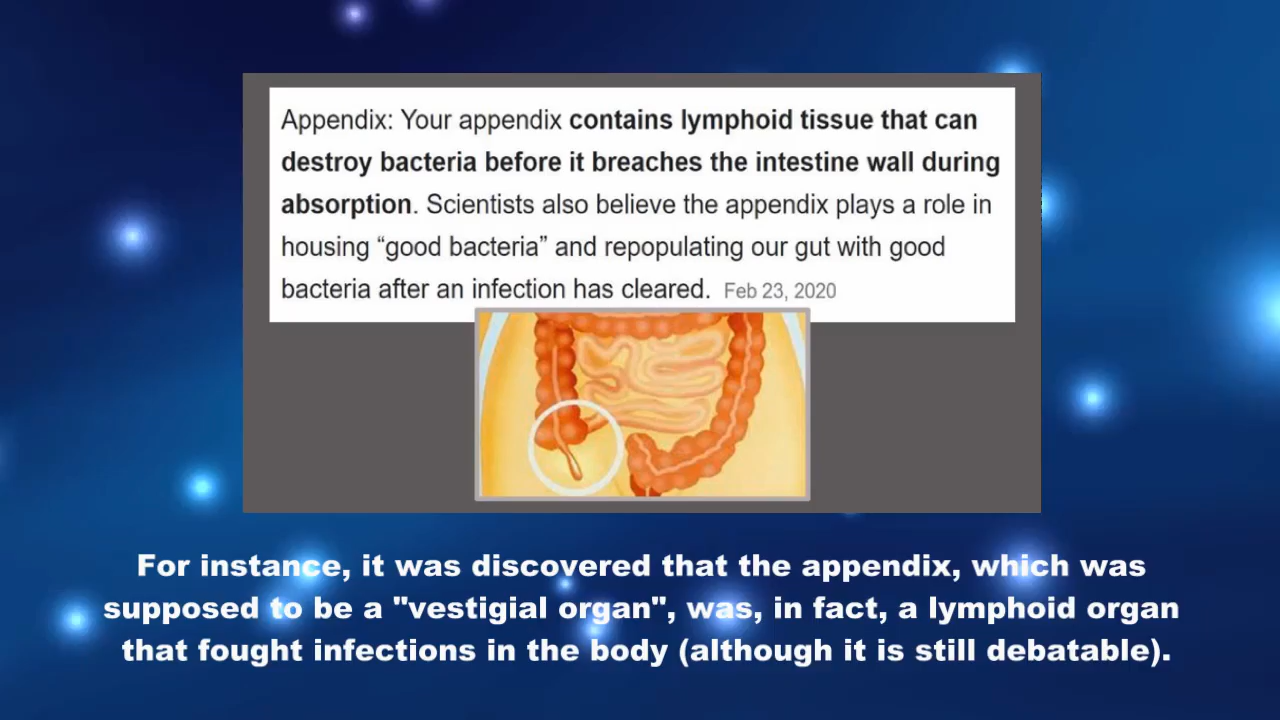 Appendix: Your appendix contains lymphoid tissue that can
destroy bacteria before it breaches the intestine wall during
absorption. Scientists also believe the appendix plays a role in
housing “good bacteria” and repopulating our gut with good
bacteria after an infection has cleared. Feb 23, 2020
For instance, it was discovered that the appendix, which was
supposed to be a "vestigial organ", was, in fact, a lymphoid organ
that fought infections in the body (although it is still debatable).